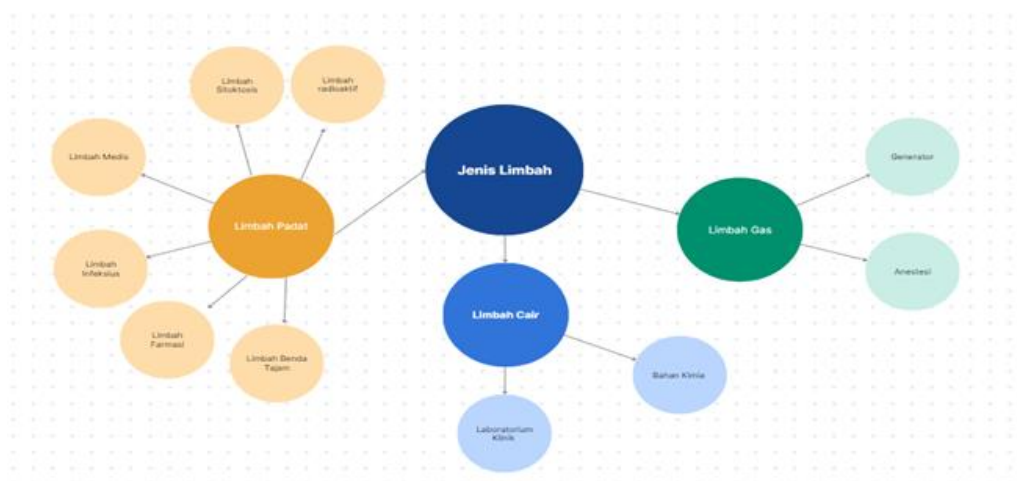 Limbah
Sitoktosis
Limbah
radioaktif
Limbah Medis
Limbah Padat
Limbah
Infeksius
Limbah
Farmasi
Limbah Benda
Tajam
Jenis Limbah
Limbah Cair
Bahan Kimia
Laboratorium
Klinik
Limbah Gas
Generator
Anestesi